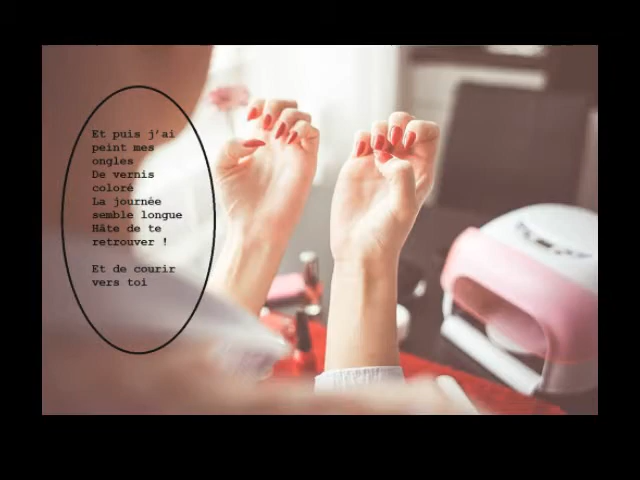 Et puis j'ai
peint mes
ongles
De vernis
coloré
La journée
semble longue
Hâte de te
retrouver !
Et de courir
vers toi